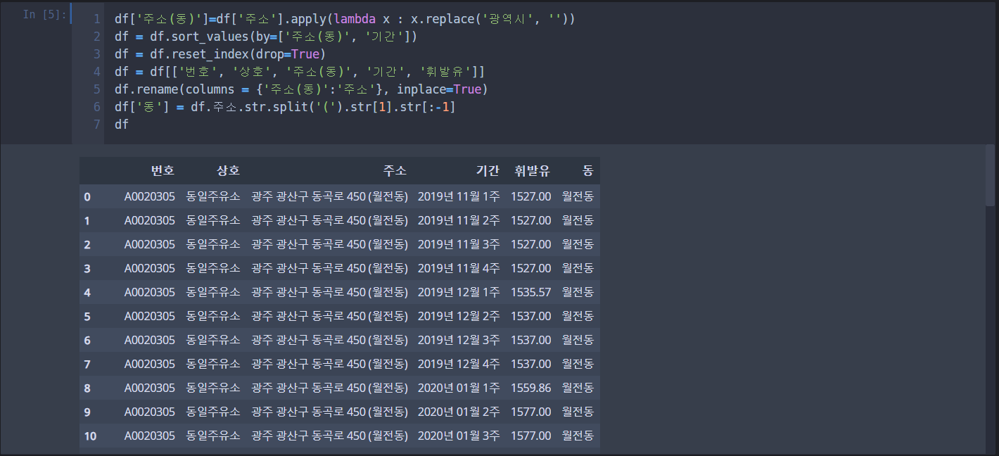 In [5]:
1 df['주소(동)']=df['주소'].apply(lambda x : x.replace('광역시', ''))
2 df = df.sort_values(by=['주소(동)', '기간'])
3 df = df.reset_index(drop=True)
4 df = df[['번호', '상호', '주소(동)', '기간', '휘발유']]
5 df.rename(columns = {'주소(동)':'주소'}, inplace=True)
6 df['동'] = df.주소.str.split('(').str[1].str[:-1]
7 df
번호 상호 주소 기간 휘발유 동
0 A0020305 동일주유소 광주 광산구 동곡로 450 (월전동) 2019년 11월 1주 1527.00 월전동
1 A0020305 동일주유소 광주 광산구 동곡로 450 (월전동) 2019년 11월 2주 1527.00 월전동
2 A0020305 동일주유소 광주 광산구 동곡로 450 (월전동) 2019년 11월 3주 1527.00 월전동
3 A0020305 동일주유소 광주 광산구 동곡로 450 (월전동) 2019년 11월 4주 1527.00 월전동
4 A0020305 동일주유소 광주 광산구 동곡로 450 (월전동) 2019년 12월 1주 1535.57 월전동
5 A0020305 동일주유소 광주 광산구 동곡로 450 (월전동) 2019년 12월 2주 1537.00 월전동
6 A0020305 동일주유소 광주 광산구 동곡로 450 (월전동) 2019년 12월 3주 1537.00 월전동
7 A0020305 동일주유소 광주 광산구 동곡로 450 (월전동) 2019년 12월 4주 1537.00 월전동
8 A0020305 동일주유소 광주 광산구 동곡로 450 (월전동) 2020년 01월 1주 1559.86 월전동
9 A0020305 동일주유소 광주 광산구 동곡로 450 (월전동) 2020년 01월 2주 1577.00 월전동
10 A0020305 동일주유소 광주 광산구 동곡로 450 (월전동) 2020년 01월 3주 1577.00 월전동